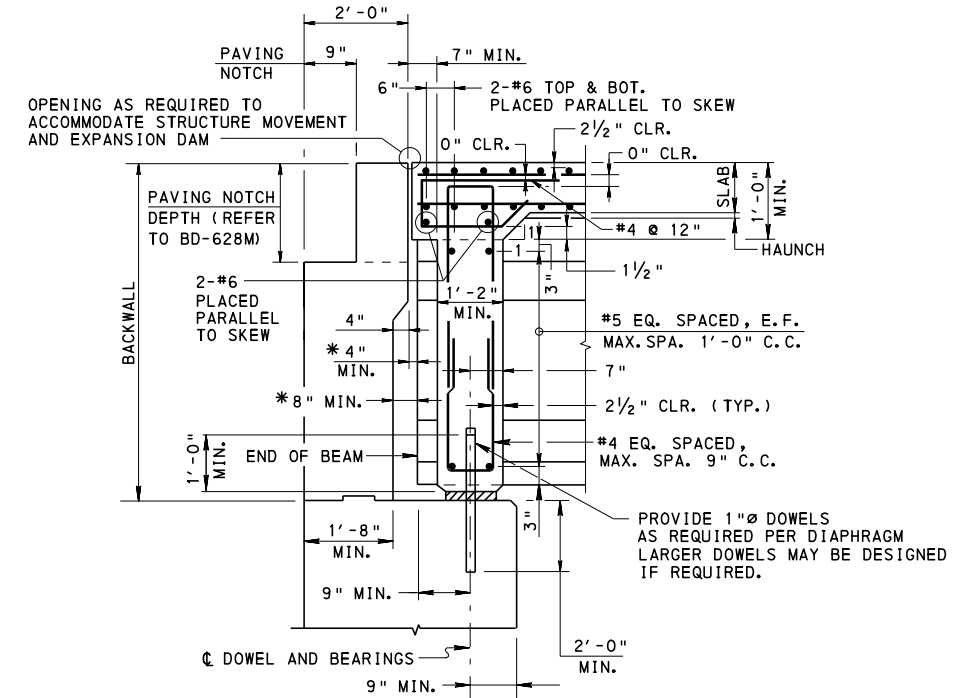 2'-0"
PAVING
NOTCH
9"
7" MIN.
6"
2-#6 TOP & BOT.
PLACED PARALLEL TO SKEW
OPENING AS REQUIRED TO
ACCOMMODATE STRUCTURE MOVEMENT
AND EXPANSION DAM
2½" CLR.
0" CLR.
0" CLR.
SLAB
1'-0"
MIN.
PAVING NOTCH
DEPTH (REFER
TO BD-628M)
#4 @ 12"
HAUNCH
1
1
1½"
3"
2-#6
PLACED
PARALLEL
TO SKEW
1'-2"
MIN.
BACKWALL
4"
#5 EQ. SPACED, E.F.
MAX. SPA. 1'-0" C.C.
*4"
MIN.
7"
*8" MIN.
2½" CLR. (TYP.)
1'-0"
MIN.
END OF BEAM
#4 EQ. SPACED,
MAX. SPA. 9" C.C.
3"
1'-8"
MIN.
PROVIDE 1"Ø DOWELS
AS REQUIRED PER DIAPHRAGM
LARGER DOWELS MAY BE DESIGNED
IF REQUIRED.
9" MIN.
2'-0"
MIN.
℄ DOWEL AND BEARINGS
9" MIN.